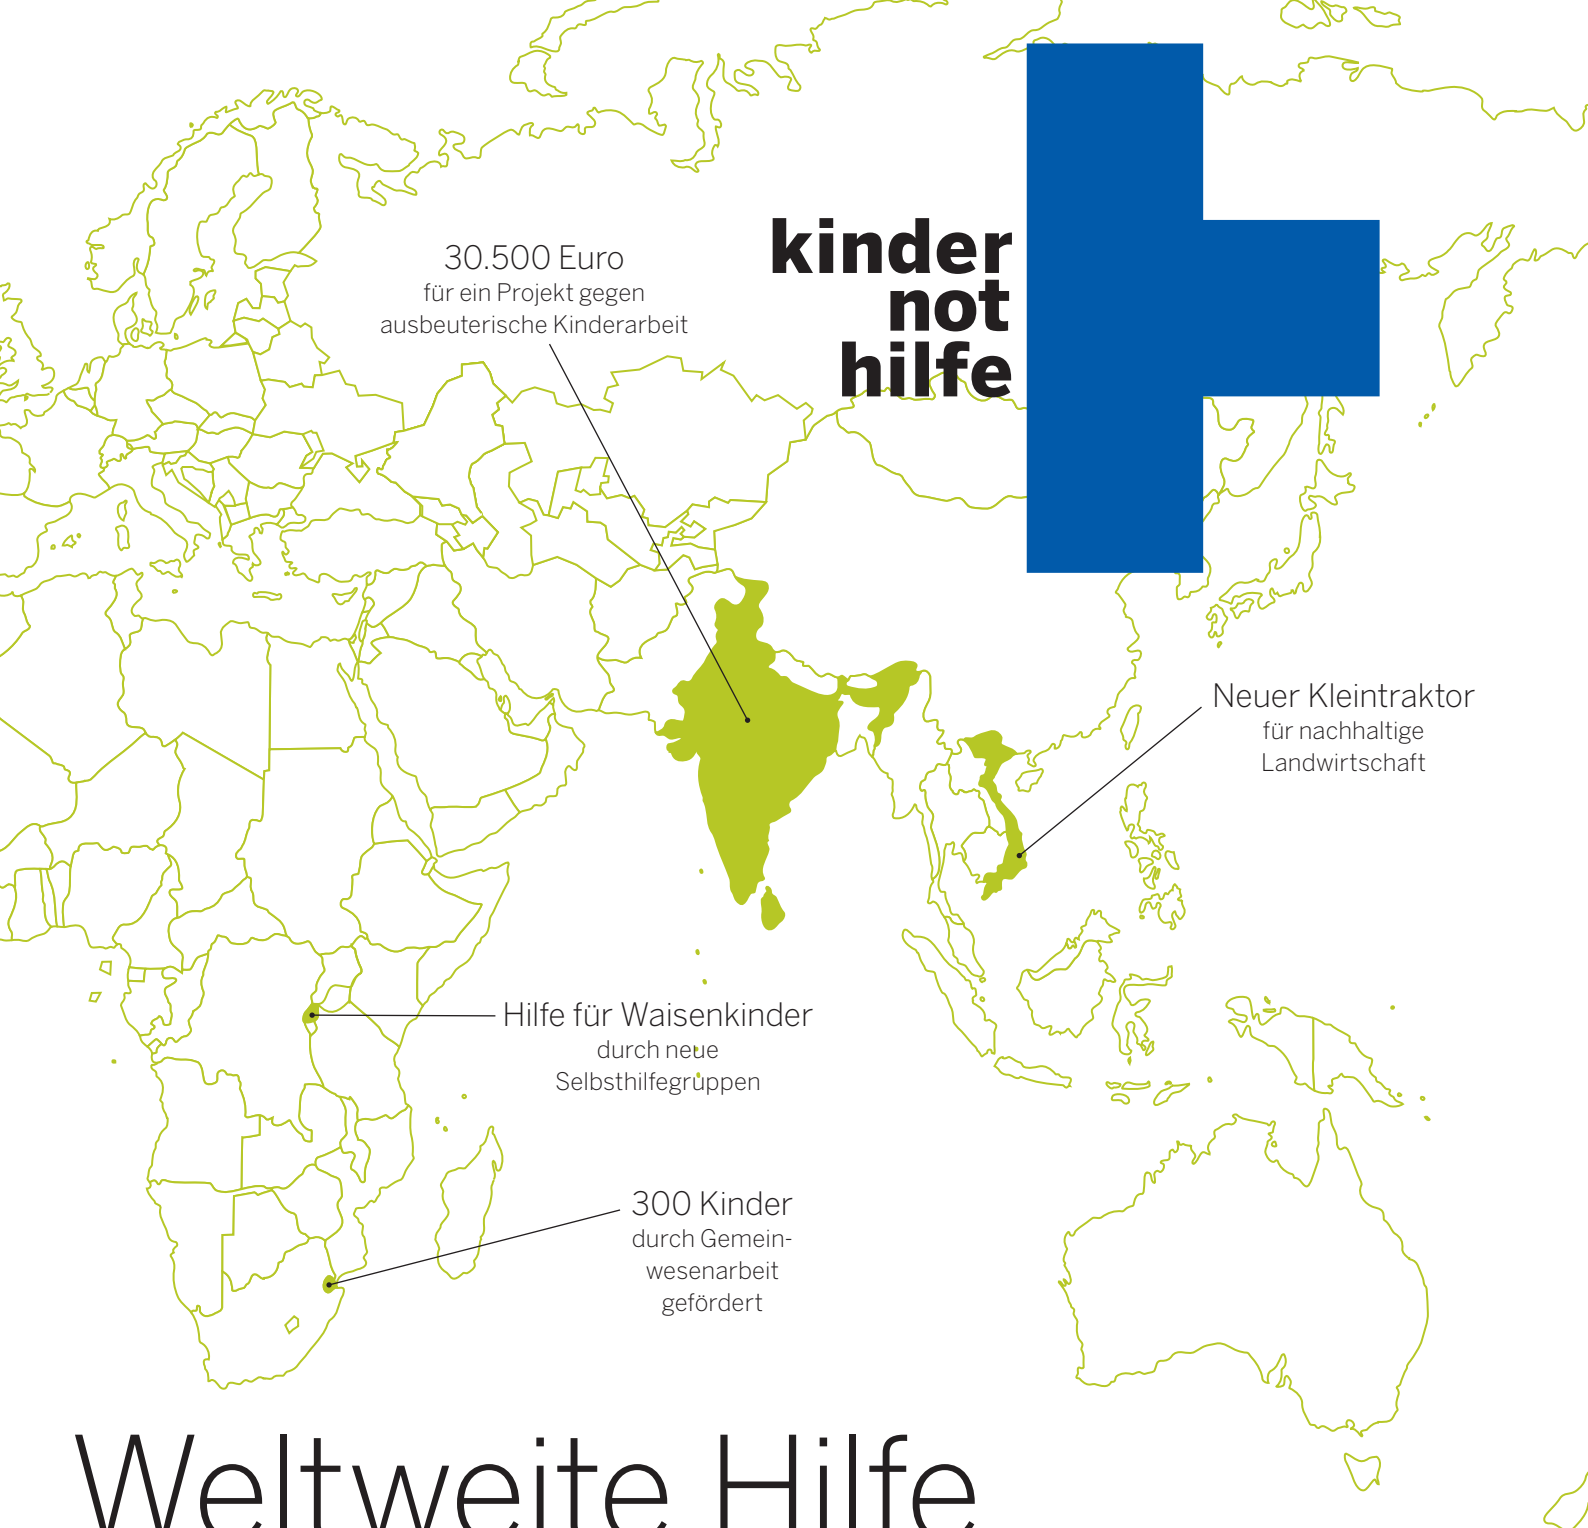 kinder
not
hilfe
30.500 Euro
für ein Projekt gegen
ausbeuterische Kinderarbeit
Neuer Kleintraktor
für nachhaltige
Landwirtschaft
Hilfe für Waisenkinder
durch neue
Selbsthilfegruppen
300 Kinder
durch Gemein-
wesenarbeit
gefördert
Weltweite Hilfe